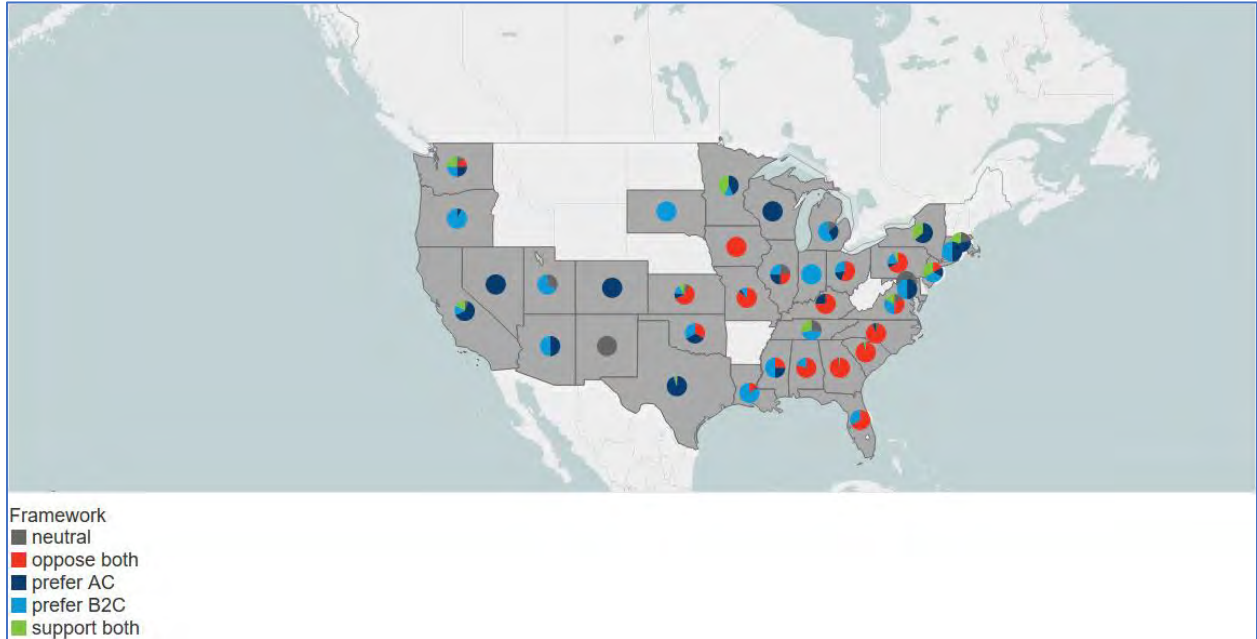 Framework
neutral
oppose both
prefer AC
prefer B2C
support both